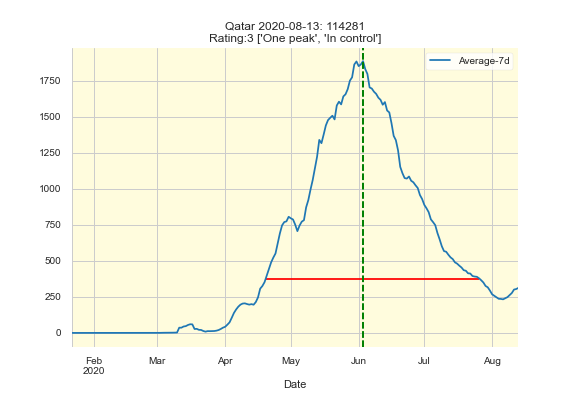 Qatar 2020-08-13: 114281
Rating:3 ['One peak', 'In control']
Average-7d
1750
1500
1250
1000
750
500
250
0
Feb Mar Apr May Jun Jul Aug
2020
Date